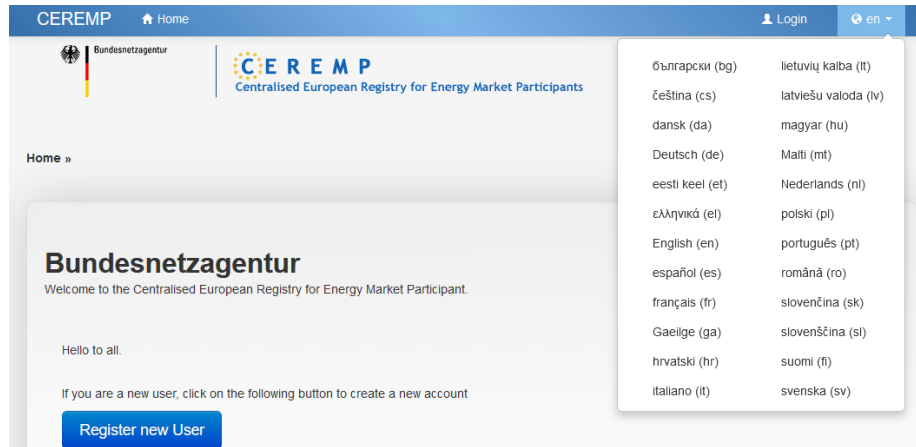 CEREMP Home Login en
Bundesnetzagentur
CEREMP
Centralised European Registry for Energy Market Participants
Home »
Bundesnetzagentur
Welcome to the Centralised European Registry for Energy Market Participant.
Hello to all.
If you are a new user, click on the following button to create a new account
Register new User
български (bg) lietuvių kalba (lt)
čeština (cs) latviešu valoda (lv)
dansk (da) magyar (hu)
Deutsch (de) Malti (mt)
eesti keel (et) Nederlands (nl)
ελληνικά (el) polski (pl)
English (en) português (pt)
español (es) română (ro)
français (fr) slovenčina (sk)
Gaeilge (ga) slovenščina (sl)
hrvatski (hr) suomi (fi)
italiano (it) svenska (sv)